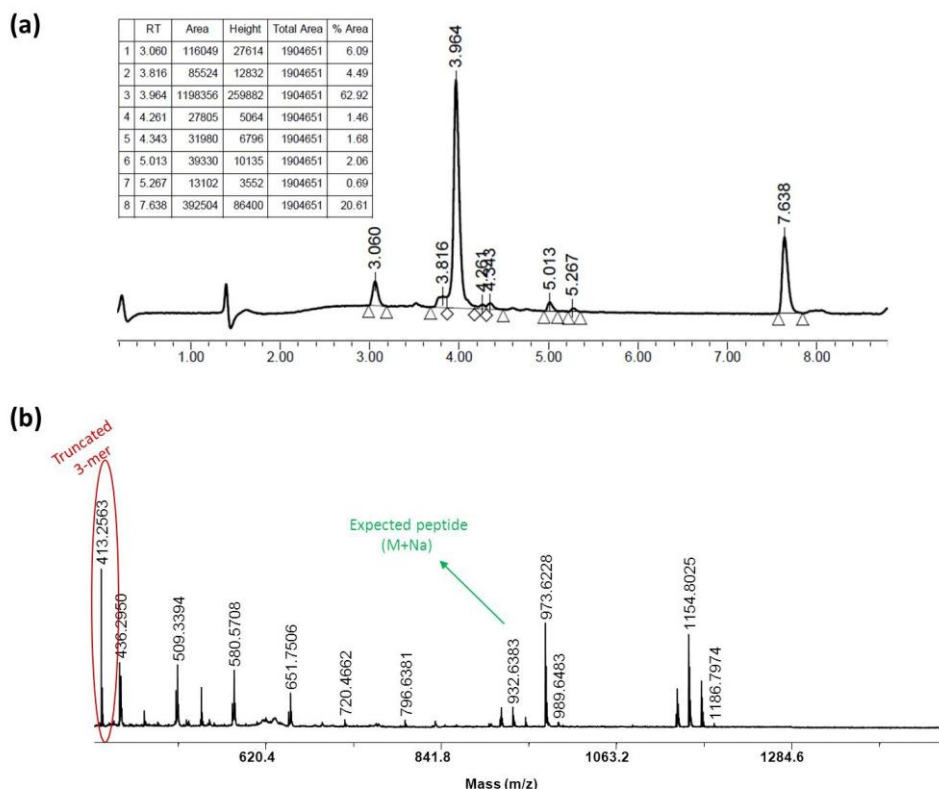 (a)
RT Area Height Total Area % Area
1 3.060 116049 27614 1904651 6.09
2 3.816 85524 12832 1904651 4.49
3 3.964 1198356 259882 1904651 62.92
4 4.261 27805 5064 1904651 1.46
5 4.343 31980 6796 1904651 1.68
6 5.013 39330 10135 1904651 2.06
7 5.267 13102 3552 1904651 0.69
8 7.638 392504 86400 1904651 20.61
3.060
3.816
3.964
4.261
4.343
5.013
5.267
7.638
1.00 2.00 3.00 4.00 5.00 6.00 7.00 8.00
(b)
Truncated
3-mer
Expected peptide
(M+Na)
413.2563
436.2950
509.3394
580.5708
651.7506
720.4662
796.6381
932.6383
973.6228
989.6483
1154.8025
1186.7974
620.4 841.8 1063.2 1284.6
Mass (m/z)